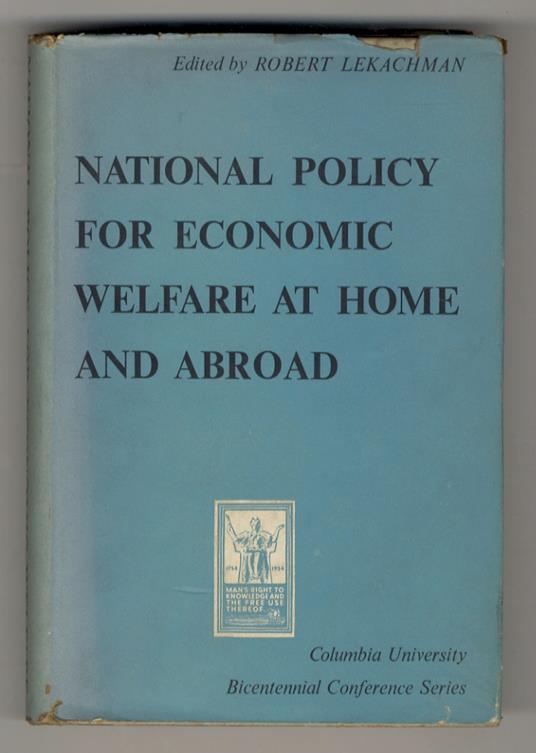 Edited by ROBERT LEKACHMAN
NATIONAL POLICY
FOR ECONOMIC
WELFARE AT HOME
AND ABROAD
1754 1954
MAN'S RIGHT TO
KNOWLEDGE AND
THE FREE USE
THEREOF
Columbia University
Bicentennial Conference Series